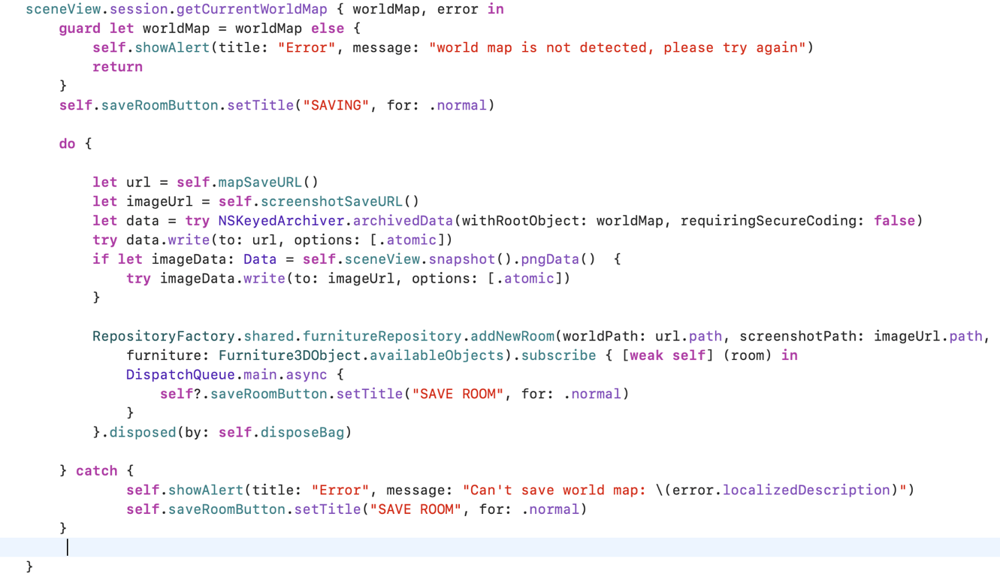 sceneView.session.getCurrentWorldMap { worldMap, error in
    guard let worldMap = worldMap else {
        self.showAlert(title: "Error", message: "world map is not detected, please try again")
        return
    }
    self.saveRoomButton.setTitle("SAVING", for: .normal)
    do {
        let url = self.mapSaveURL()
        let imageUrl = self.screenshotSaveURL()
        let data = try NSKeyedArchiver.archivedData(withRootObject: worldMap, requiringSecureCoding: false)
        try data.write(to: url, options: [.atomic])
        if let imageData: Data = self.sceneView.snapshot().pngData()  {
            try imageData.write(to: imageUrl, options: [.atomic])
        }
        RepositoryFactory.shared.furnitureRepository.addNewRoom(worldPath: url.path, screenshotPath: imageUrl.path,
            furniture: Furniture3DObject.availableObjects).subscribe { [weak self] (room) in
            DispatchQueue.main.async {
                self?.saveRoomButton.setTitle("SAVE ROOM", for: .normal)
            }
        }.disposed(by: self.disposeBag)
    } catch {
            self.showAlert(title: "Error", message: "Can't save world map: \(error.localizedDescription)")
            self.saveRoomButton.setTitle("SAVE ROOM", for: .normal)
    }
}